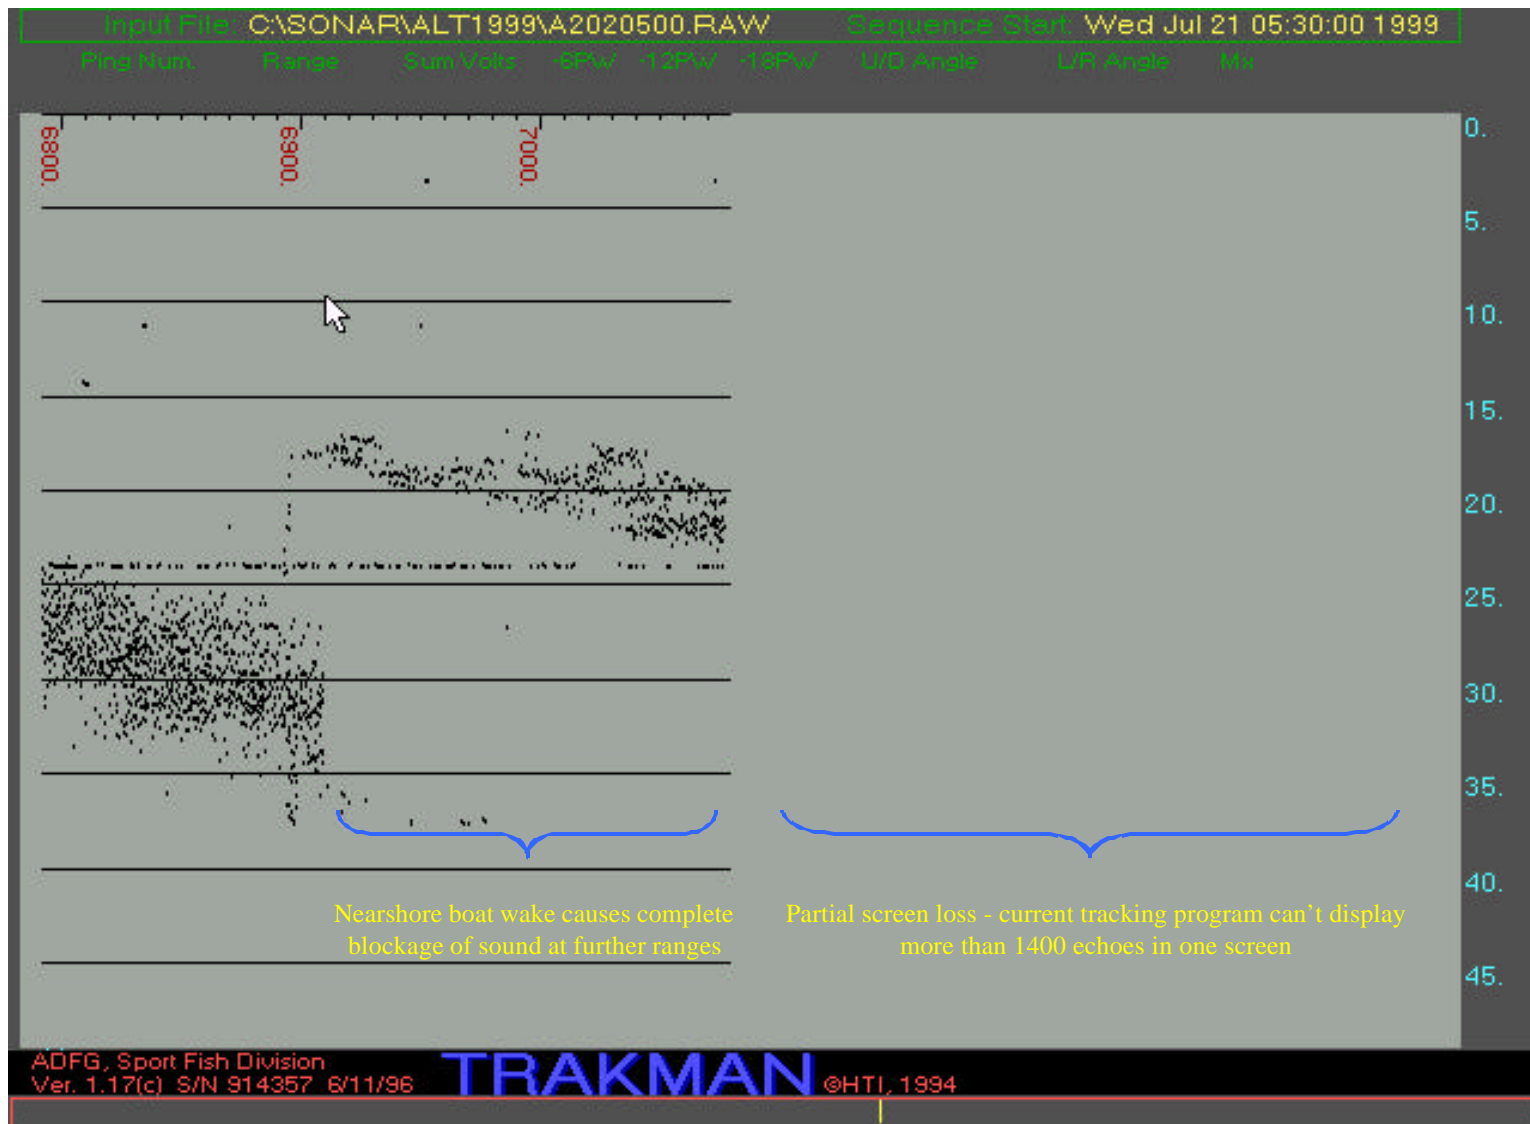 Input File: C:\SONAR\ALT1999\A2020500.RAW Sequence Start: Wed Jul 21 05:30:00 1999
Ping Num. Range Sum Volts -6PW -12PW -18PW U/D Angle L/R Angle Mx
6800. 6900. 7000.
0.
5.
10.
15.
20.
25.
30.
35.
40.
45.
Nearshore boat wake causes complete
blockage of sound at further ranges
Partial screen loss - current tracking program can't display
more than 1400 echoes in one screen
ADFG, Sport Fish Division
Ver. 1.17(c) S/N 914357 6/11/96
TRAKMAN ©HTI, 1994